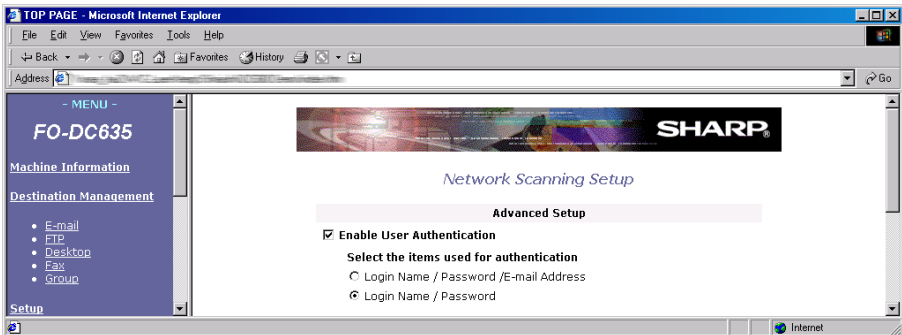 TOP PAGE - Microsoft Internet Explorer
File Edit View Favorites Tools Help
Back Favorites History
Address Go
- MENU -
FO-DC635
Machine Information
Destination Management
E-mail
FTP
Desktop
Fax
Group
Setup
SHARP®
Network Scanning Setup
Advanced Setup
Enable User Authentication
Select the items used for authentication
Login Name / Password /E-mail Address
Login Name / Password
Internet